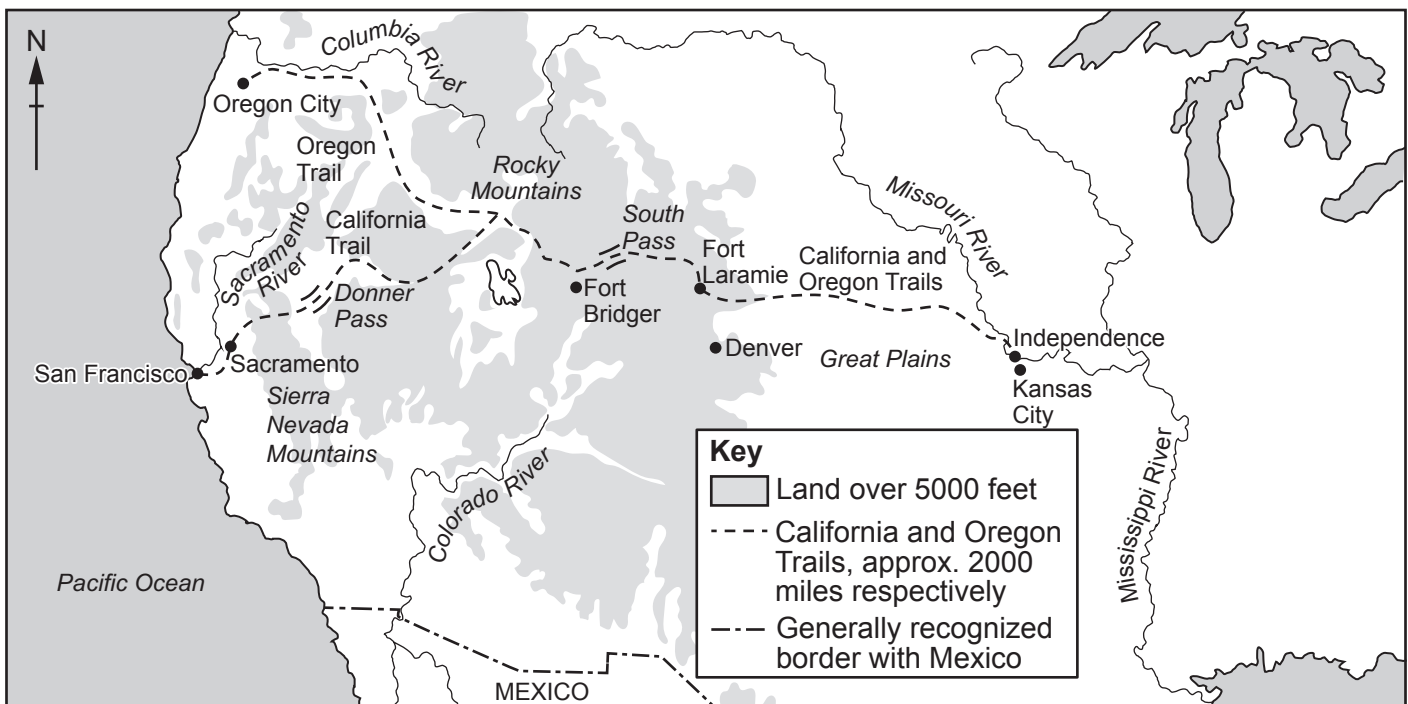 N
Columbia River
Oregon City
Oregon
Trail
Rocky
Mountains
Missouri River
South
Pass
California
Trail
Sacramento
River
Fort
Laramie
California and
Oregon Trails
Donner
Pass
Fort
Bridger
Independence
Denver
Great Plains
San Francisco
Sacramento
Kansas
City
Sierra
Nevada
Mountains
Colorado River
Mississippi River
Pacific Ocean
MEXICO
Key
Land over 5000 feet
California and Oregon
Trails, approx. 2000
miles respectively
Generally recognized
border with Mexico